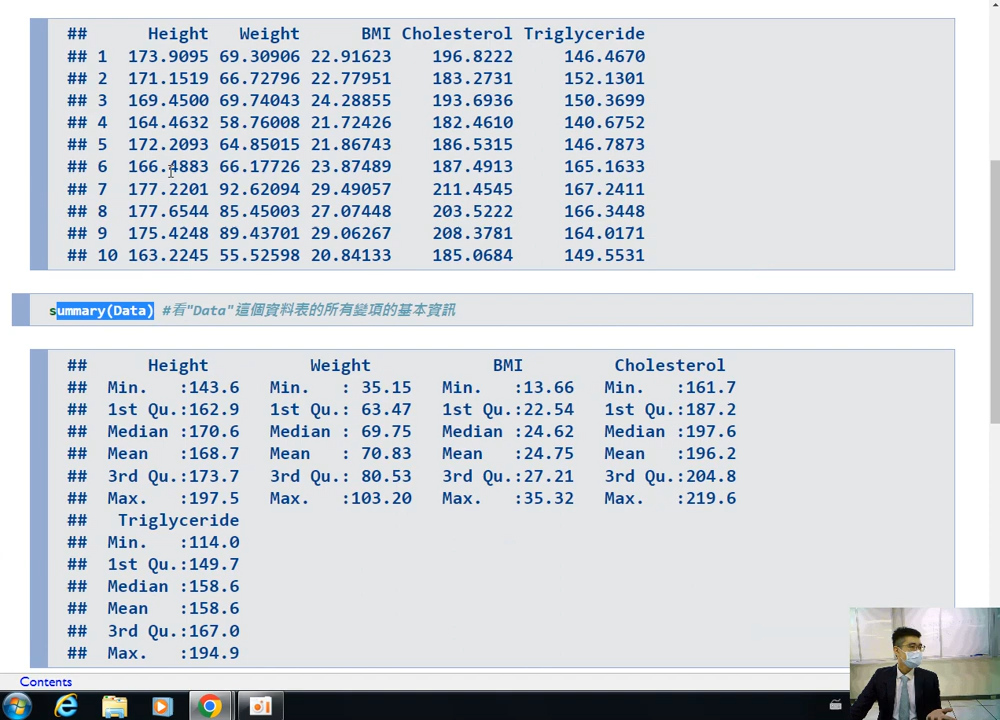 ##      Height   Weight      BMI Cholesterol Triglyceride
## 1  173.9095 69.30906 22.91623    196.8222     146.4670
## 2  171.1519 66.72796 22.77951    183.2731     152.1301
## 3  169.4500 69.74043 24.28855    193.6936     150.3699
## 4  164.4632 58.76008 21.72426    182.4610     140.6752
## 5  172.2093 64.85015 21.86743    186.5315     146.7873
## 6  166.4883 66.17726 23.87489    187.4913     165.1633
## 7  177.2201 92.62094 29.49057    211.4545     167.2411
## 8  177.6544 85.45003 27.07448    203.5222     166.3448
## 9  175.4248 89.43701 29.06267    208.3781     164.0171
## 10 163.2245 55.52598 20.84133    185.0684     149.5531
summary(Data) #看"Data"這個資料表的所有變項的基本資訊
##      Height          Weight            BMI         Cholesterol
##  Min.   :143.6   Min.   : 35.15   Min.   :13.66   Min.   :161.7
##  1st Qu.:162.9   1st Qu.: 63.47   1st Qu.:22.54   1st Qu.:187.2
##  Median :170.6   Median : 69.75   Median :24.62   Median :197.6
##  Mean   :168.7   Mean   : 70.83   Mean   :24.75   Mean   :196.2
##  3rd Qu.:173.7   3rd Qu.: 80.53   3rd Qu.:27.21   3rd Qu.:204.8
##  Max.   :197.5   Max.   :103.20   Max.   :35.32   Max.   :219.6
##   Triglyceride
##  Min.   :114.0
##  1st Qu.:149.7
##  Median :158.6
##  Mean   :158.6
##  3rd Qu.:167.0
##  Max.   :194.9
Contents